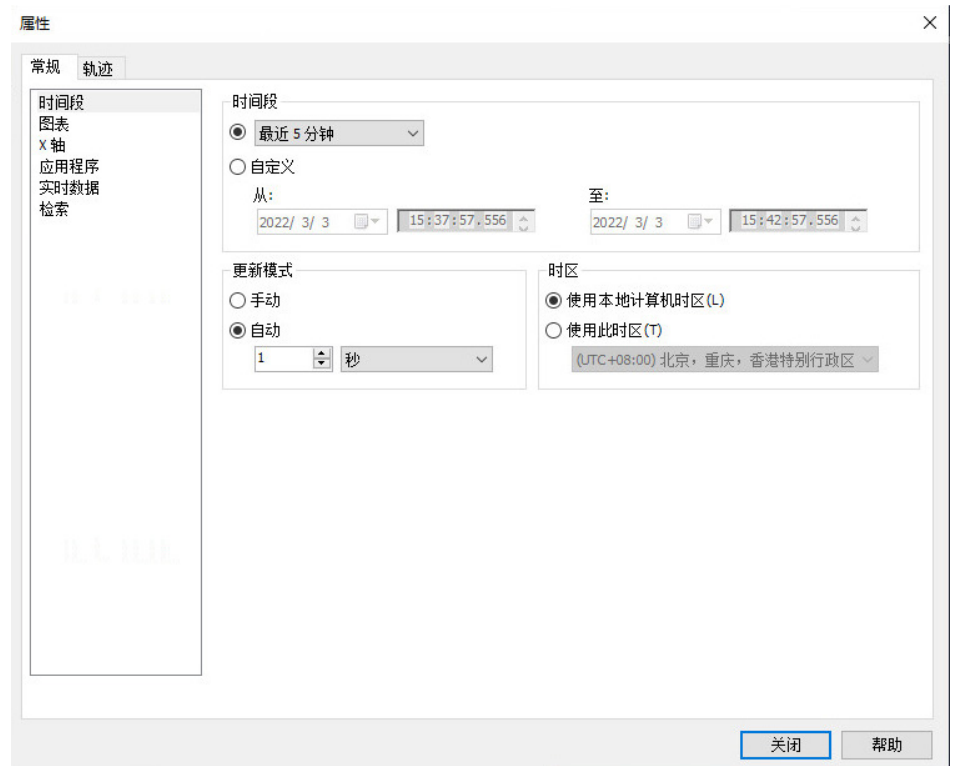 属性
常规 轨迹
时间段
图表
X 轴
应用程序
实时数据
检索
时间段
最近 5 分钟
自定义
从: 至:
2022/ 3/ 3 15:37:57.556 2022/ 3/ 3 15:42:57.556
更新模式 时区
手动 使用本地计算机时区(L)
自动 使用此时区(T)
1 秒 (UTC+08:00) 北京，重庆，香港特别行政区
关闭 帮助